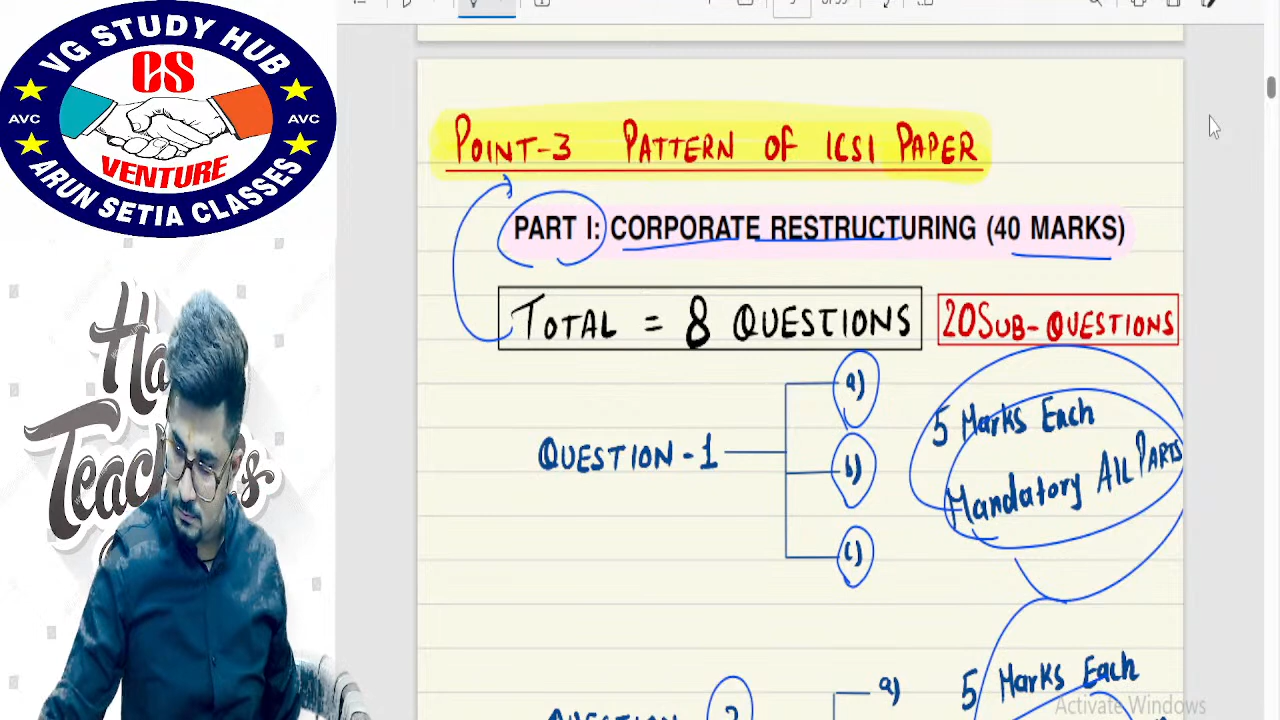 VG STUDY HUB
CS
AVC
AVC
VENTURE
ARUN SETIA CLASSES
POINT-3 PATTERN OF ICSI PAPER
PART I: CORPORATE RESTRUCTURING (40 MARKS)
TOTAL = 8 QUESTIONS
20 SUB-QUESTIONS
a)
5 Marks Each
QUESTION-1
b)
Mandatory All PARTS
c)
5 Marks Each
a)
QUESTION-2
Activate Windows